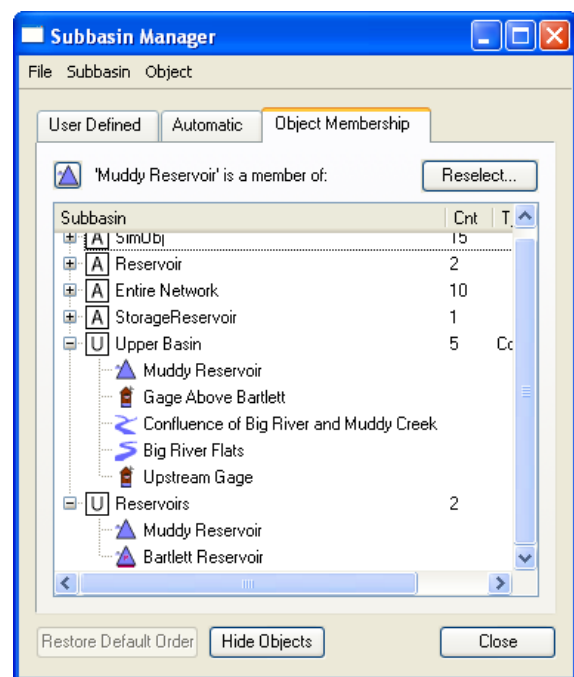 Subbasin Manager
File Subbasin Object
User Defined Automatic Object Membership
'Muddy Reservoir' is a member of: Reselect...
Subbasin Cnt T
A SimObj 15
A Reservoir 2
A Entire Network 10
A StorageReservoir 1
U Upper Basin 5 Co
Muddy Reservoir
Gage Above Bartlett
Confluence of Big River and Muddy Creek
Big River Flats
Upstream Gage
U Reservoirs 2
Muddy Reservoir
Bartlett Reservoir
Restore Default Order Hide Objects Close